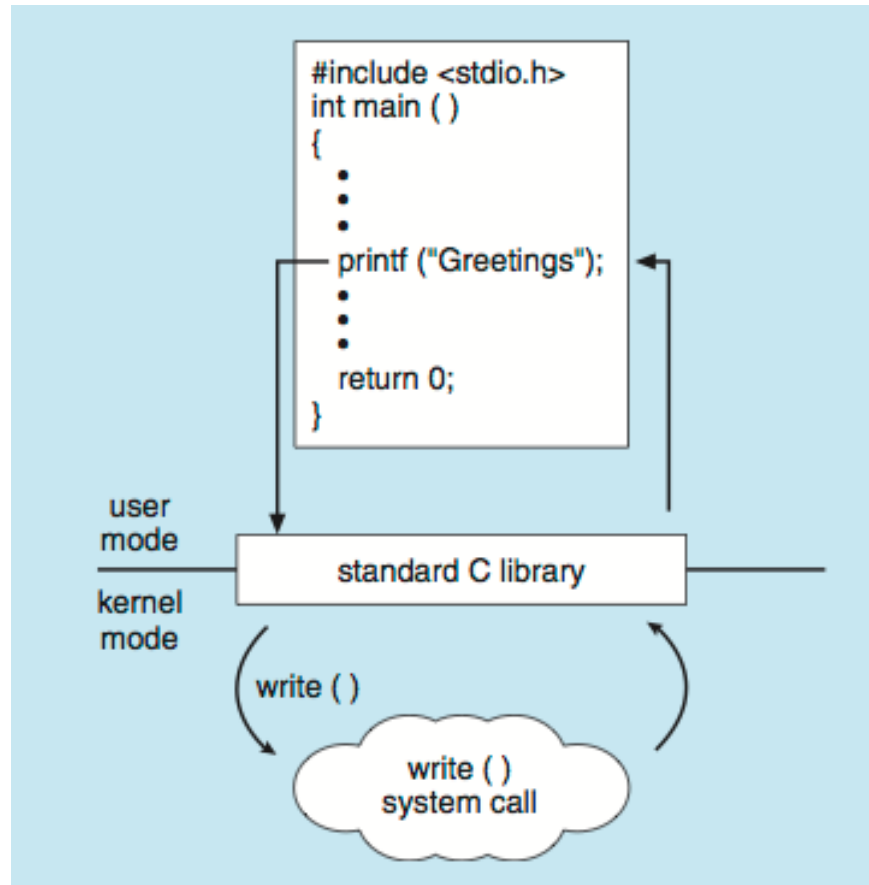 #include <stdio.h>
int main ( )
{
•
•
•
printf ("Greetings");
•
•
•
return 0;
}
user
mode
standard C library
kernel
mode
write ( )
write ( )
system call